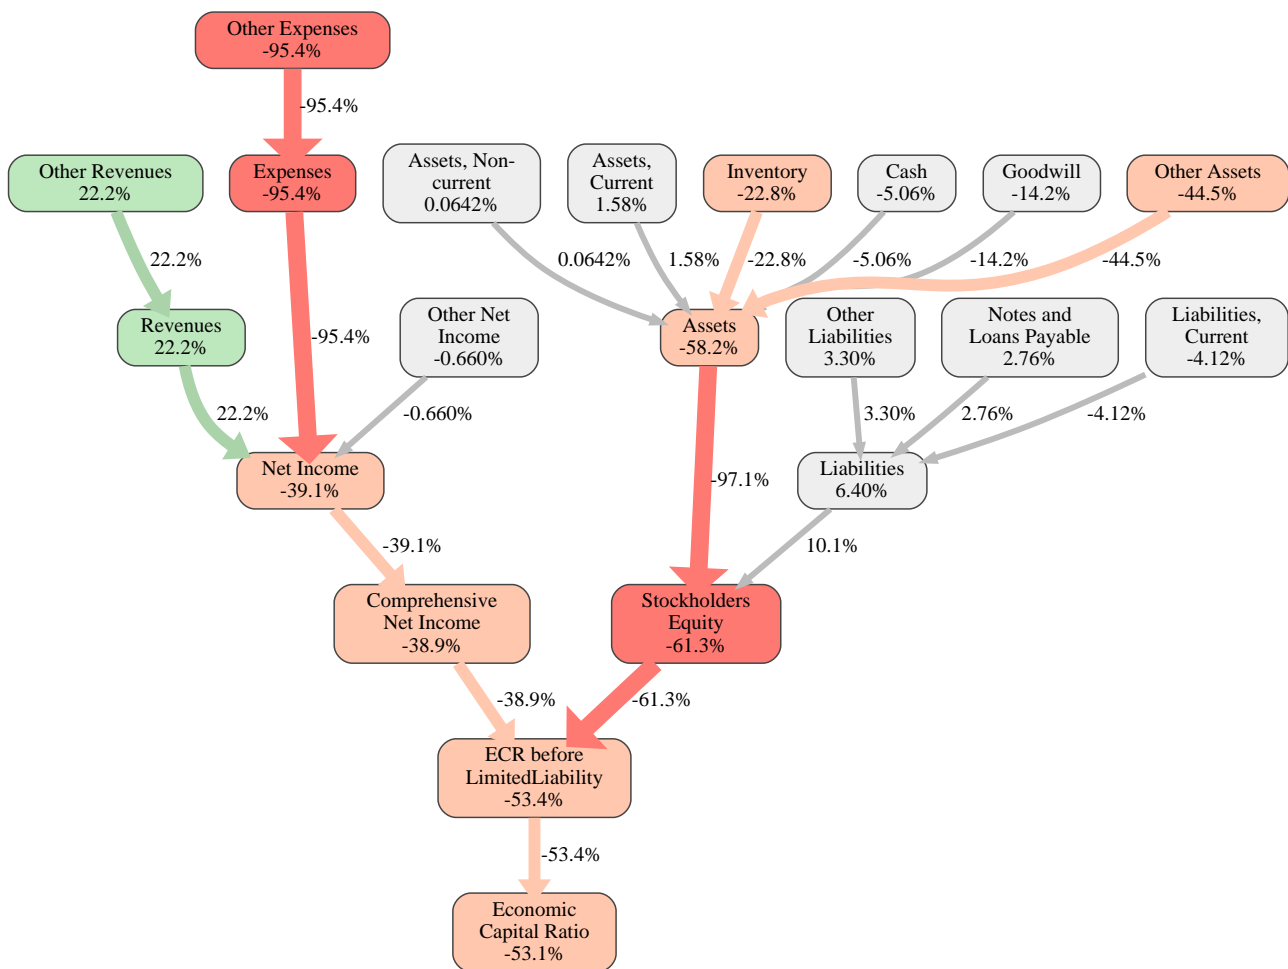 Other Expenses
-95.4%
-95.4%
Other Revenues
22.2%
Expenses
-95.4%
Assets, Non-
current
0.0642%
Assets,
Current
1.58%
Inventory
-22.8%
Cash
-5.06%
Goodwill
-14.2%
Other Assets
-44.5%
22.2%
-95.4%
0.0642%
1.58%
-22.8%
-5.06%
-14.2%
-44.5%
Revenues
22.2%
Other Net
Income
-0.660%
Assets
-58.2%
Other
Liabilities
3.30%
Notes and
Loans Payable
2.76%
Liabilities,
Current
-4.12%
22.2%
-0.660%
-97.1%
3.30%
2.76%
-4.12%
Net Income
-39.1%
Liabilities
6.40%
-39.1%
10.1%
Comprehensive
Net Income
-38.9%
Stockholders
Equity
-61.3%
-38.9%
-61.3%
ECR before
LimitedLiability
-53.4%
-53.4%
Economic
Capital Ratio
-53.1%